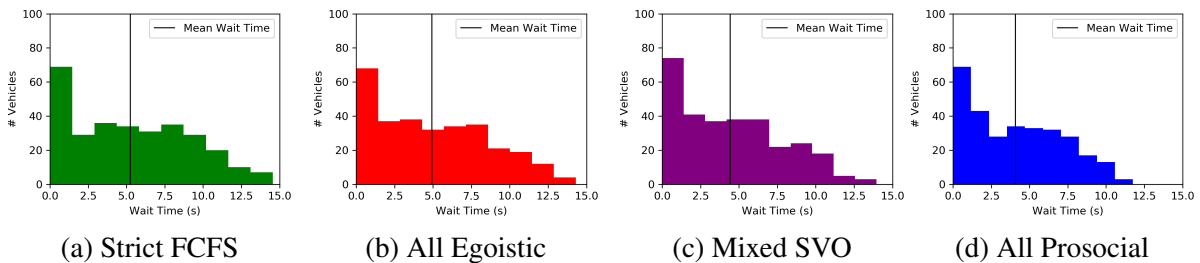 100
80
60
40
20
0
# Vehicles
Mean Wait Time
0.0 2.5 5.0 7.5 10.0 12.5 15.0
Wait Time (s)
(a) Strict FCFS
100
80
60
40
20
0
# Vehicles
Mean Wait Time
0.0 2.5 5.0 7.5 10.0 12.5 15.0
Wait Time (s)
(b) All Egoistic
100
80
60
40
20
0
# Vehicles
Mean Wait Time
0.0 2.5 5.0 7.5 10.0 12.5 15.0
Wait Time (s)
(c) Mixed SVO
100
80
60
40
20
0
# Vehicles
Mean Wait Time
0.0 2.5 5.0 7.5 10.0 12.5 15.0
Wait Time (s)
(d) All Prosocial